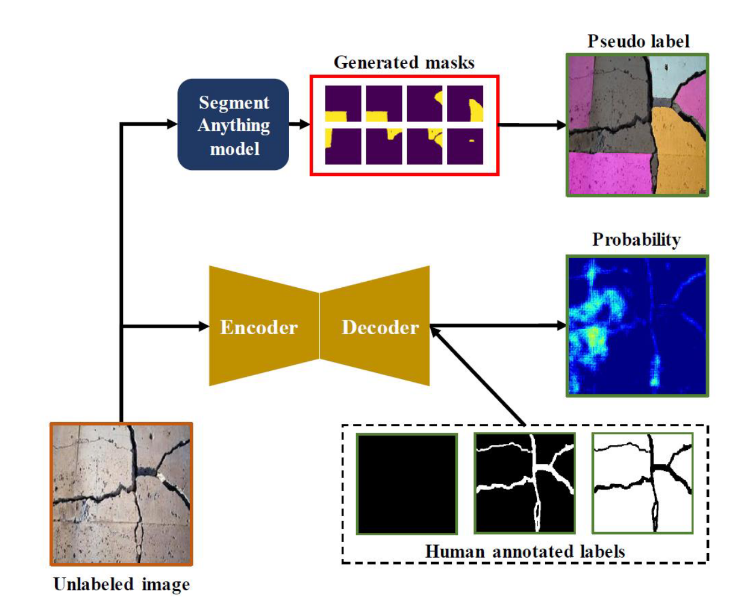 Pseudo label
Generated masks
Segment
Anything
model
Probability
Encoder
Decoder
Human annotated labels
Unlabeled image